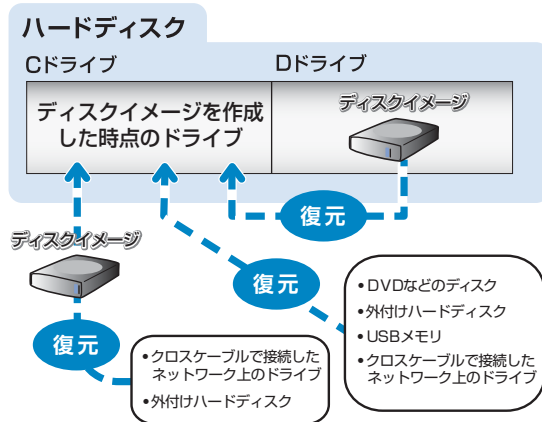 ハードディスク
Cドライブ
Dドライブ
ディスクイメージを作成
した時点のドライブ
ディスクイメージ
復元
ディスクイメージ
復元
復元
•DVDなどのディスク
•外付けハードディスク
•USBメモリ
•クロスケーブルで接続した
ネットワーク上のドライブ
•クロスケーブルで接続した
ネットワーク上のドライブ
•外付けハードディスク